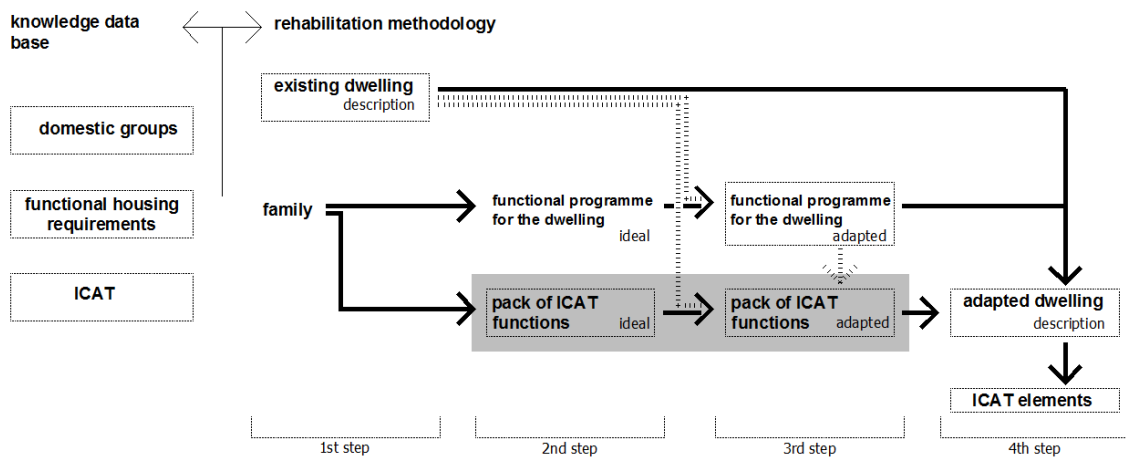 knowledge data
base
rehabilitation methodology
existing dwelling
description
domestic groups
functional housing
requirements
ICAT
family
functional programme
for the dwelling
ideal
functional programme
for the dwelling
adapted
pack of ICAT
functions
ideal
pack of ICAT
functions
adapted
adapted dwelling
description
ICAT elements
1st step
2nd step
3rd step
4th step